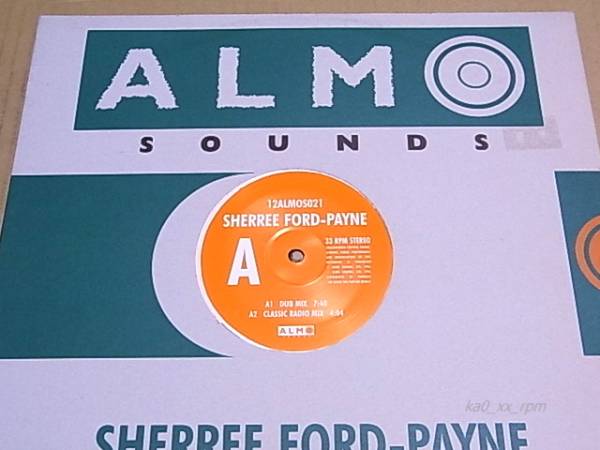 ALMO
SOUNDS
12ALMOS021
SHERREE FORD-PAYNE
A
33 RPM STEREO
A1 DUB MIX 7:40
A2 CLASSIC RADIO MIX 4:04
ALMO
ka0_xx_rpm
SHERREE FORD-PAYNE